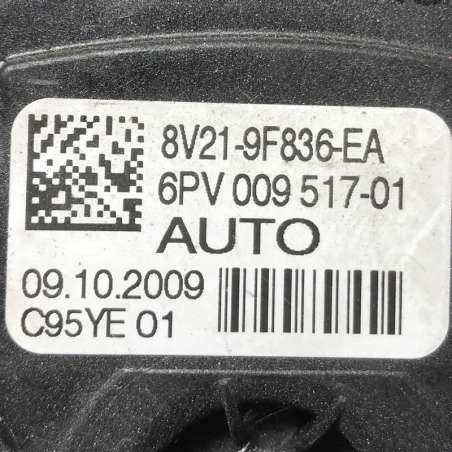 8V21-9F836-EA
6PV 009 517-01
AUTO
09.10.2009
C95YE 01